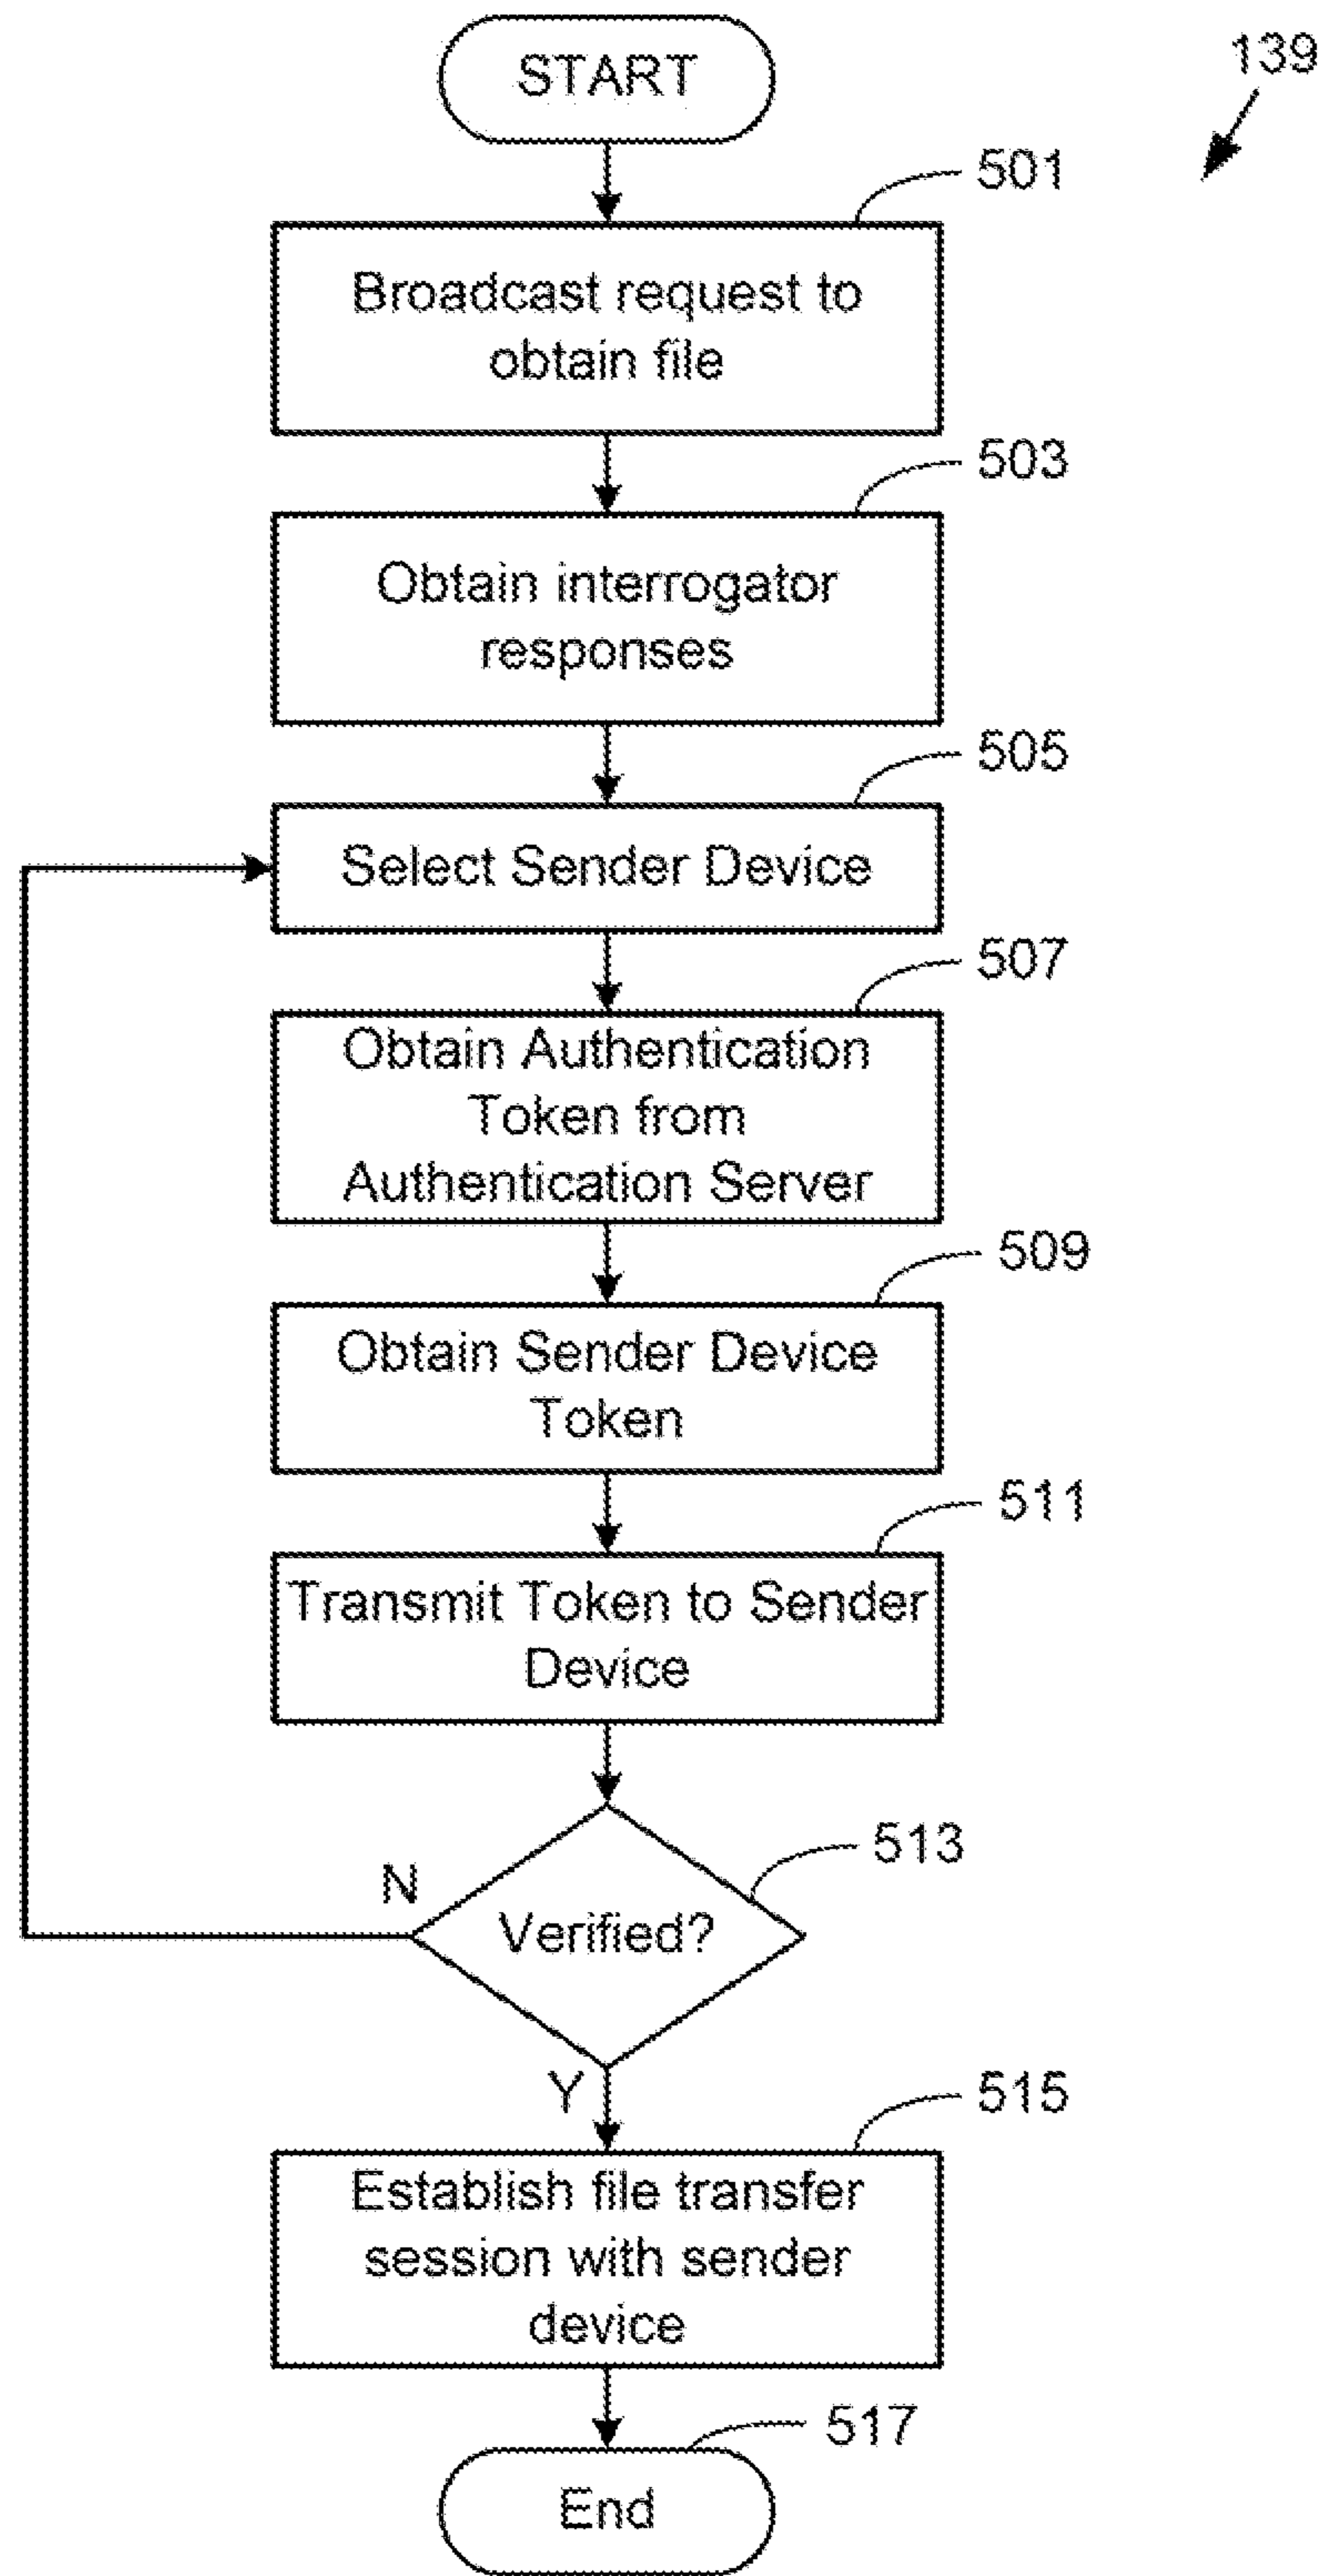 START
139
501
Broadcast request to
obtain file
503
Obtain interrogator
responses
505
Select Sender Device
507
Obtain Authentication
Token from
Authentication Server
509
Obtain Sender Device
Token
511
Transmit Token to Sender
Device
513
N
Verified?
Y
515
Establish file transfer
session with sender
device
517
End